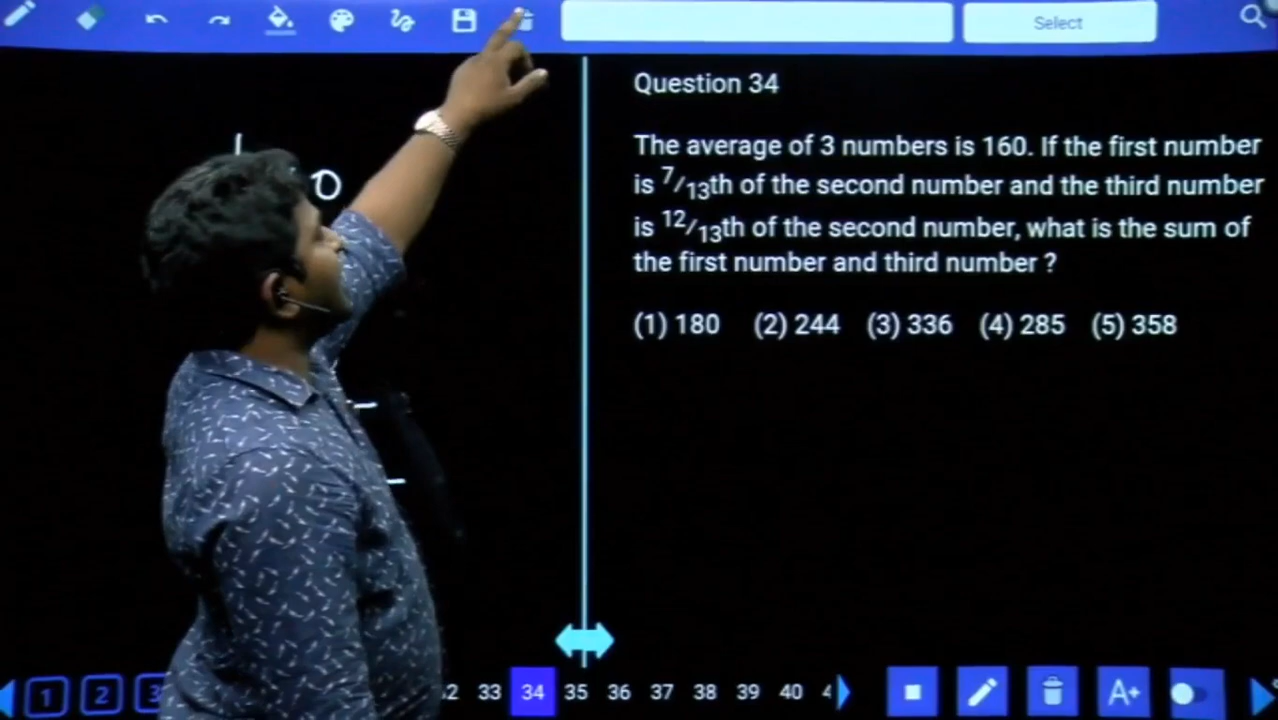 Select
Question 34
The average of 3 numbers is 160. If the first number
is 7/13th of the second number and the third number
is 12/13th of the second number, what is the sum of
the first number and third number ?
(1) 180 (2) 244 (3) 336 (4) 285 (5) 358
1 2 3 33 34 35 36 37 38 39 40 A+